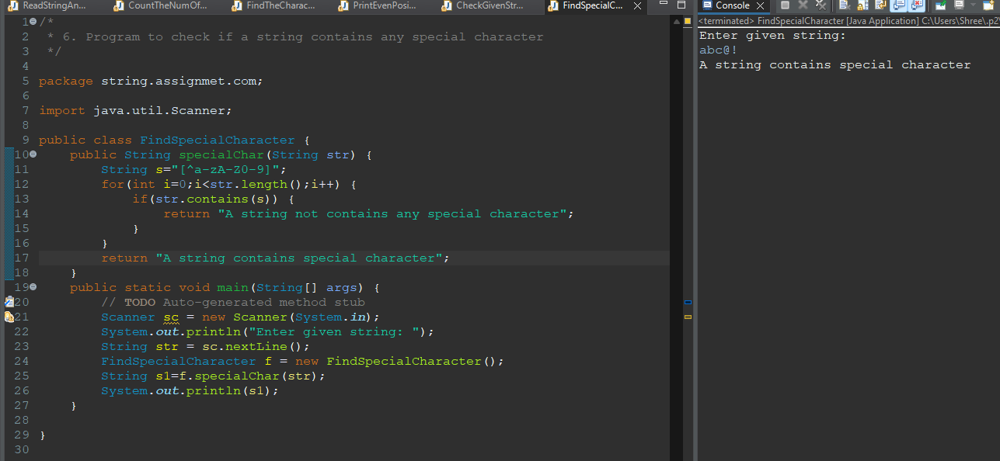 ReadStringAn... CountTheNumOf... FindTheCharac... PrintEvenPosi... CheckGivenStr... FindSpecialC... Console
<terminated> FindSpecialCharacter [Java Application] C:\Users\Shree\.p2\
1 /*
2  * 6. Program to check if a string contains any special character
3  */
4
5 package string.assignmet.com;
6
7 import java.util.Scanner;
8
9 public class FindSpecialCharacter {
10     public String specialChar(String str) {
11         String s="[^a-zA-Z0-9]";
12         for(int i=0;i<str.length();i++) {
13             if(str.contains(s)) {
14                 return "A string not contains any special character";
15             }
16         }
17         return "A string contains special character";
18     }
19     public static void main(String[] args) {
20         // TODO Auto-generated method stub
21         Scanner sc = new Scanner(System.in);
22         System.out.println("Enter given string: ");
23         String str = sc.nextLine();
24         FindSpecialCharacter f = new FindSpecialCharacter();
25         String s1=f.specialChar(str);
26         System.out.println(s1);
27     }
28
29 }
30
Enter given string:
abc@!
A string contains special character